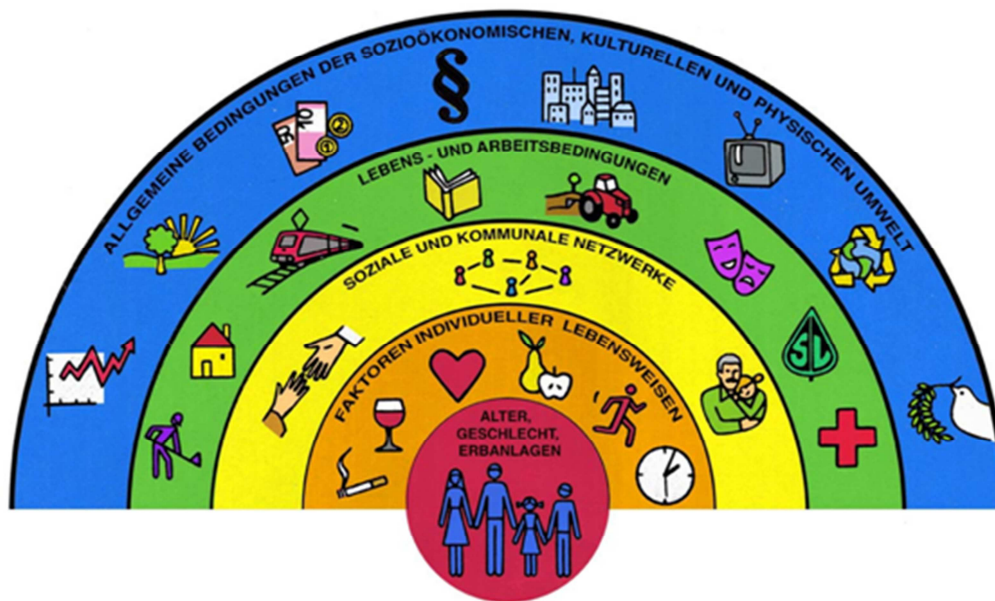 ALLGEMEINE BEDINGUNGEN DER SOZIOÖKONOMISCHEN, KULTURELLEN UND PHYSISCHEN UMWELT
LEBENS - UND ARBEITSBEDINGUNGEN
SOZIALE UND KOMMUNALE NETZWERKE
FAKTOREN INDIVIDUELLER LEBENSWEISEN
ALTER,
GESCHLECHT,
ERBANLAGEN
§